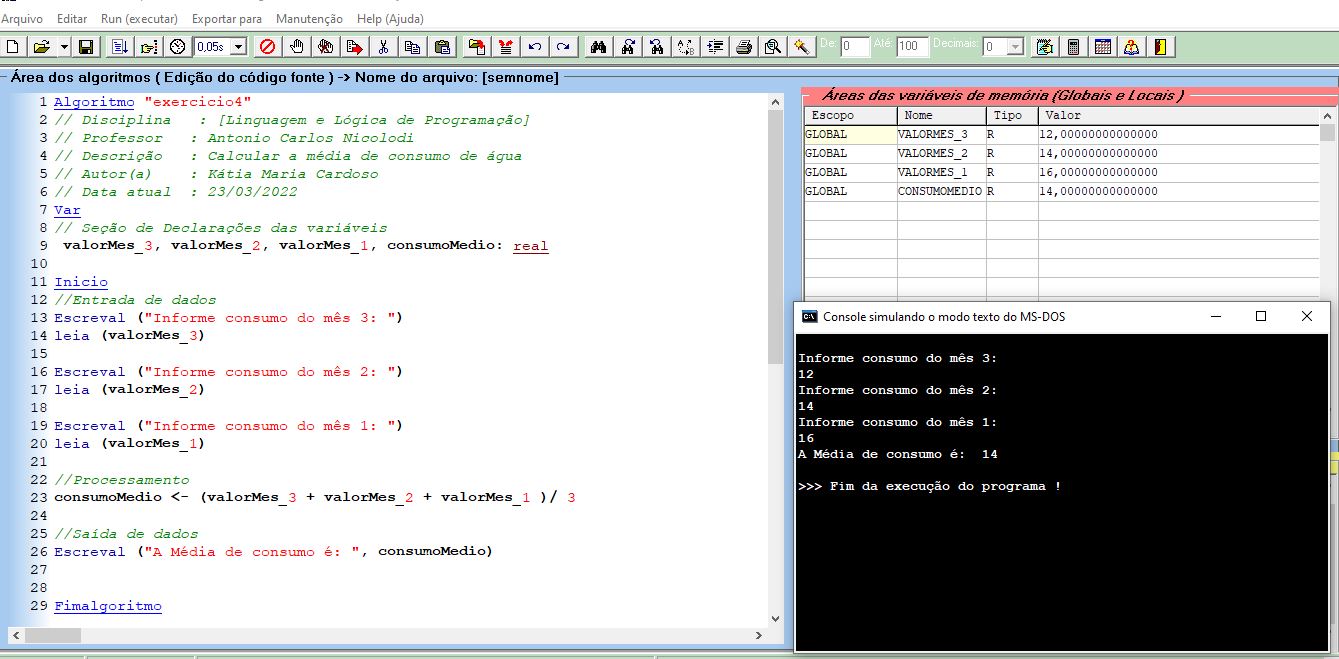 Arquivo Editar Run (executar) Exportar para Manutenção Help (Ajuda)
0,05s De: 0 Até: 100 Decimais: 0
Área dos algoritmos ( Edição do código fonte ) -> Nome do arquivo: [semnome]
1 Algoritmo "exercicio4"
2 // Disciplina : [Linguagem e Lógica de Programação]
3 // Professor : Antonio Carlos Nicolodi
4 // Descrição : Calcular a média de consumo de água
5 // Autor(a) : Kátia Maria Cardoso
6 // Data atual : 23/03/2022
7 Var
8 // Seção de Declarações das variáveis
9 valorMes_3, valorMes_2, valorMes_1, consumoMedio: real
10
11 Inicio
12 //Entrada de dados
13 Escreval ("Informe consumo do mês 3: ")
14 leia (valorMes_3)
15
16 Escreval ("Informe consumo do mês 2: ")
17 leia (valorMes_2)
18
19 Escreval ("Informe consumo do mês 1: ")
20 leia (valorMes_1)
21
22 //Processamento
23 consumoMedio <- (valorMes_3 + valorMes_2 + valorMes_1 )/ 3
24
25 //Saída de dados
26 Escreval ("A Média de consumo é: ", consumoMedio)
27
28
29 Fimalgoritmo
Áreas das variáveis de memória (Globais e Locais )
Escopo Nome Tipo Valor
GLOBAL VALORMES_3 R 12,00000000000000
GLOBAL VALORMES_2 R 14,00000000000000
GLOBAL VALORMES_1 R 16,00000000000000
GLOBAL CONSUMOMEDIO R 14,00000000000000
Console simulando o modo texto do MS-DOS
Informe consumo do mês 3:
12
Informe consumo do mês 2:
14
Informe consumo do mês 1:
16
A Média de consumo é: 14
>>> Fim da execução do programa !